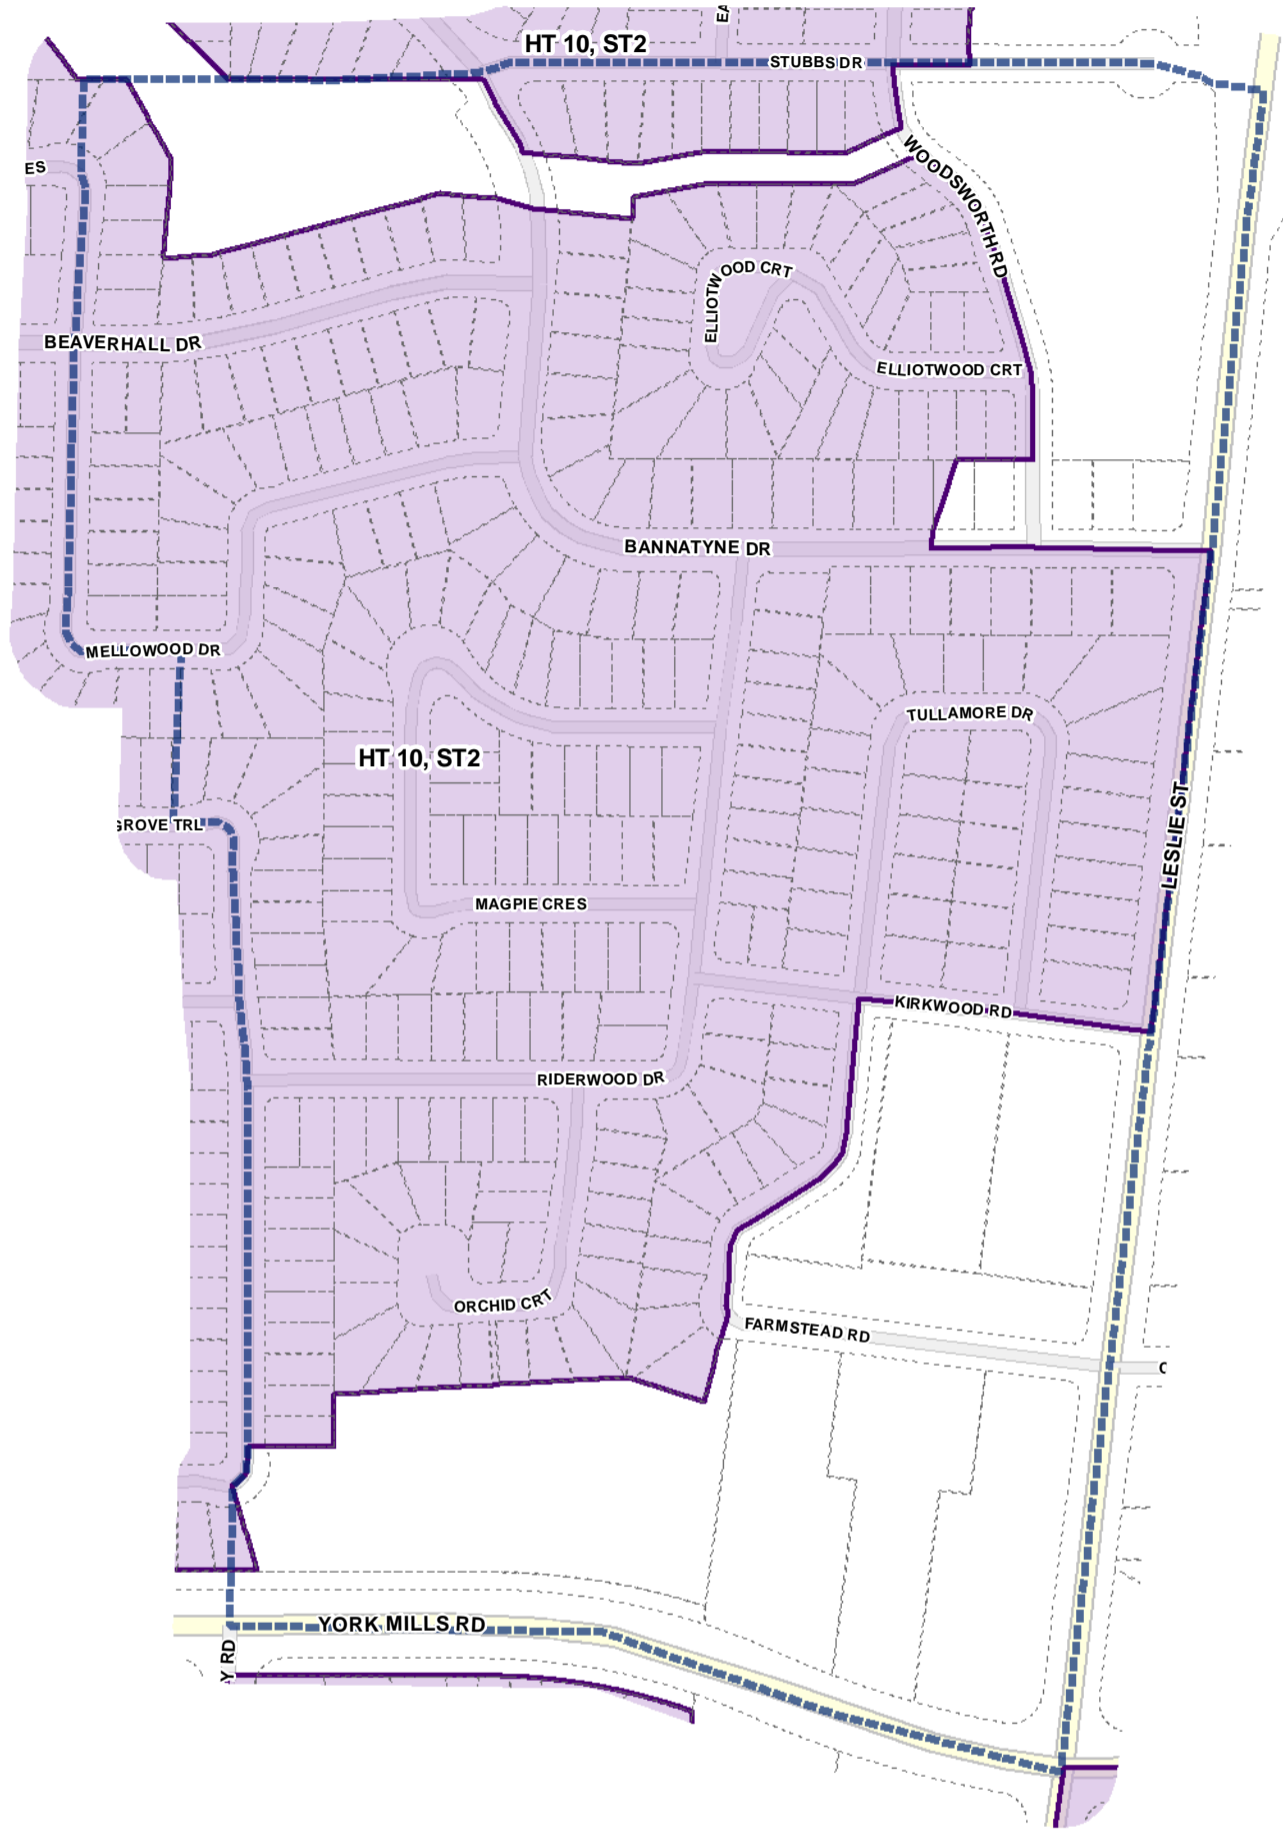 EA
HT 10, ST2
STUBBS DR
WOODSWORTH RD
ES
ELLIOTWOOD CRT
BEAVERHALL DR
ELLIOTWOOD CRT
BANNATYNE DR
MELLOWOOD DR
TULLAMORE DR
HT 10, ST2
GROVE TRL
LESLIE ST
MAGPIE CRES
KIRKWOOD RD
RIDERWOOD DR
ORCHID CRT
FARMSTEAD RD
YORK MILLS RD
Y RD